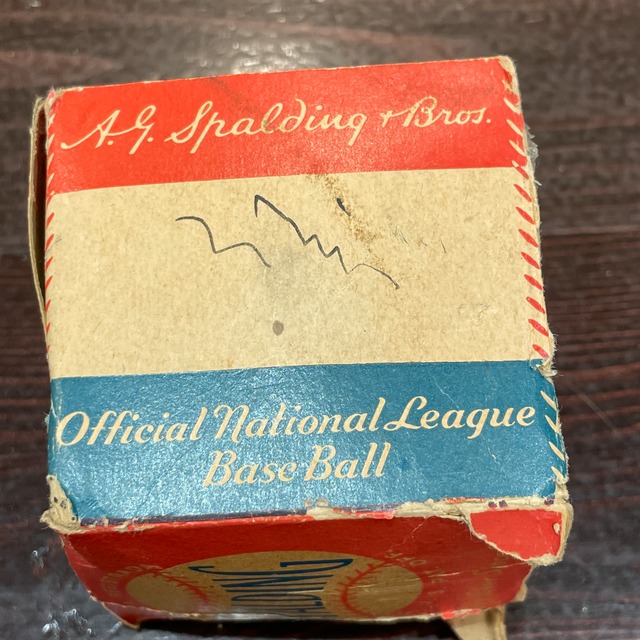 A.G. Spalding & Bros.
Official National League
Base Ball